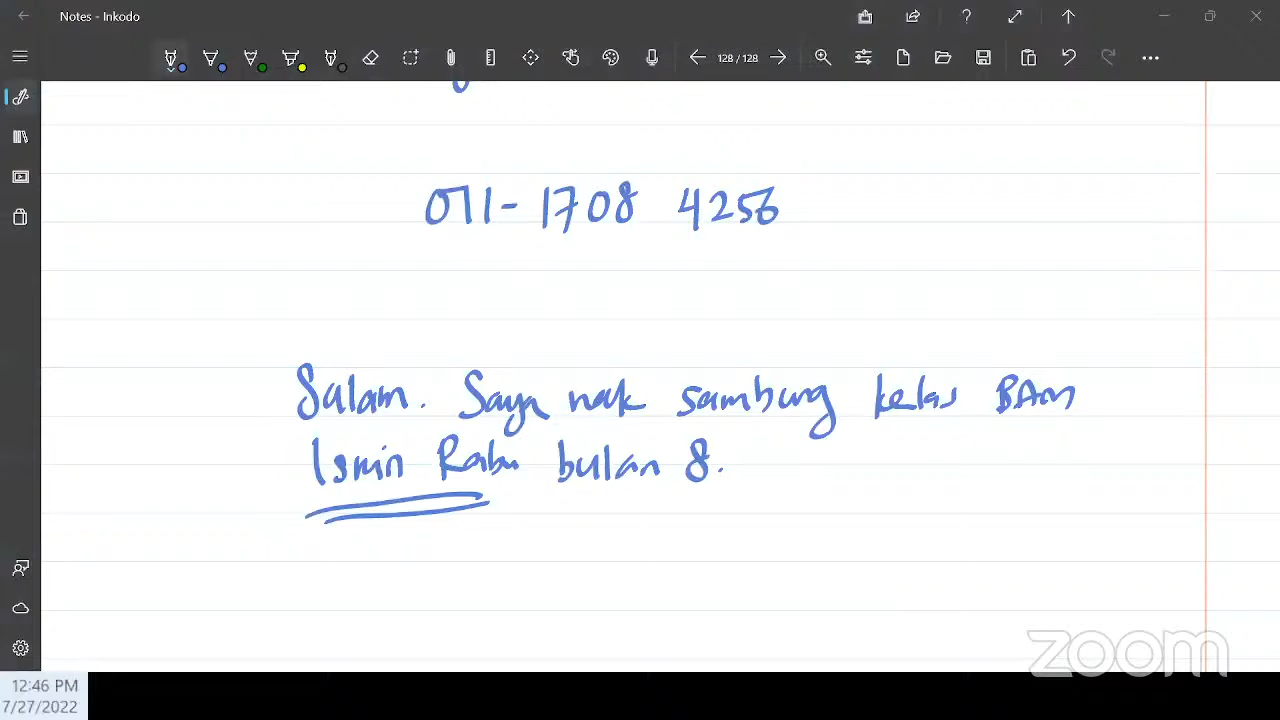 Notes - Inkodo
128 / 128
011- 1708 4256
Salam. Saya nak sambung kelas BAM
Isnin Rabu bulan 8.
zoom
12:46 PM
7/27/2022